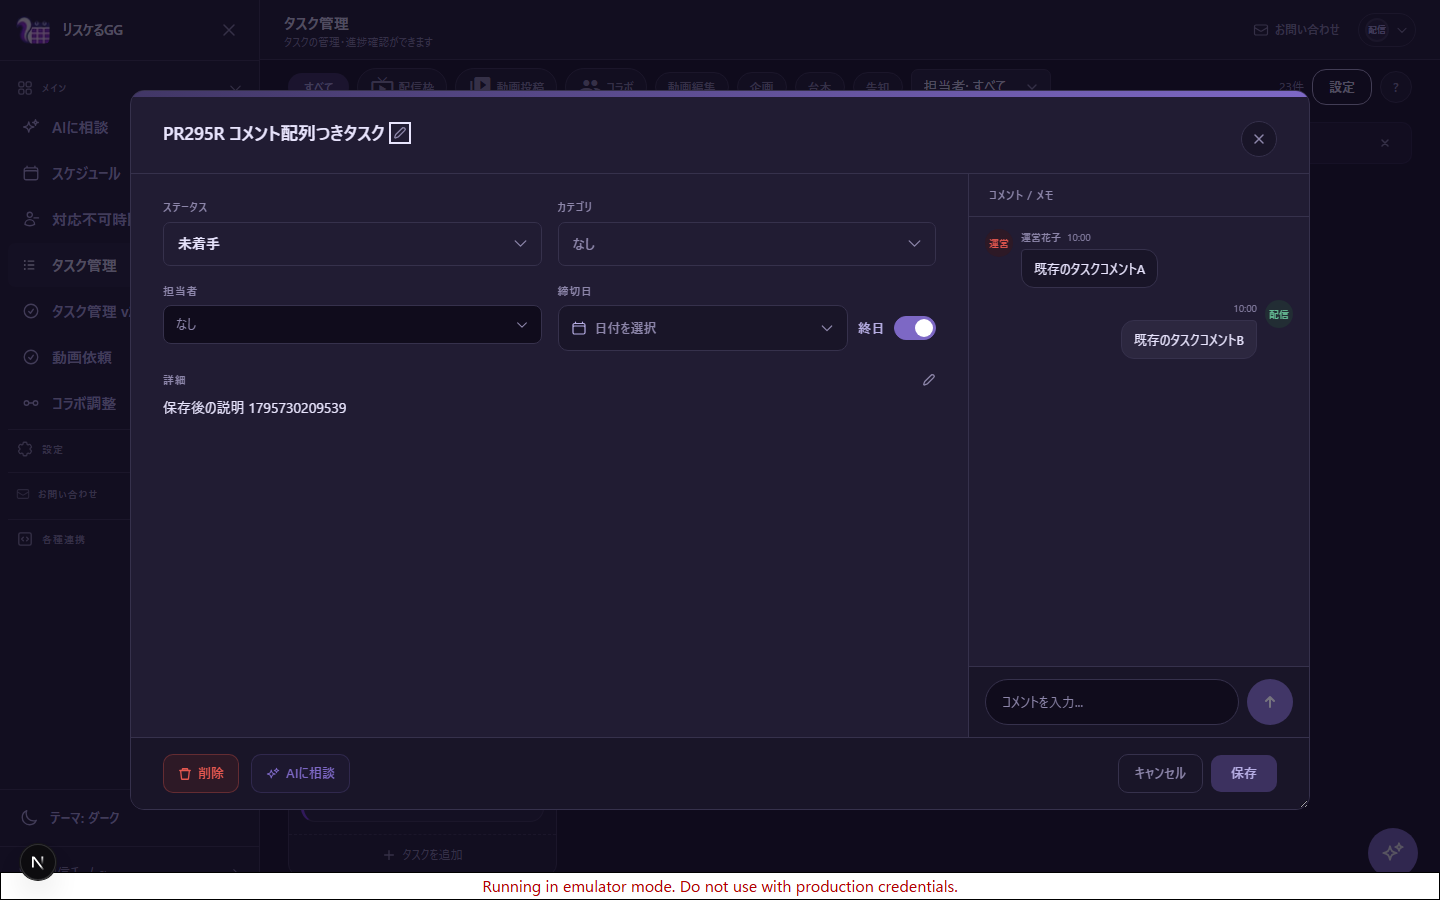 リスケるGG
タスク管理
タスクの管理・進捗確認ができます
お問い合わせ
配信
メイン
すべて
配信枠
動画投稿
コラボ
動画編集
企画
台本
告知
担当者: すべて
23件
設定
?
AIに相談
スケジュール
対応不可時間
タスク管理
タスク管理 v.
動画依頼
コラボ調整
設定
お問い合わせ
各種連携
テーマ: ダーク
PR295R コメント配列つきタスク
ステータス
未着手
カテゴリ
なし
担当者
なし
締切日
日付を選択
終日
詳細
保存後の説明 1795730209539
コメント / メモ
運営
運営花子 10:00
既存のタスクコメントA
10:00
配信
既存のタスクコメントB
コメントを入力...
削除
AIに相談
キャンセル
保存
タスクを追加
N
Running in emulator mode. Do not use with production credentials.